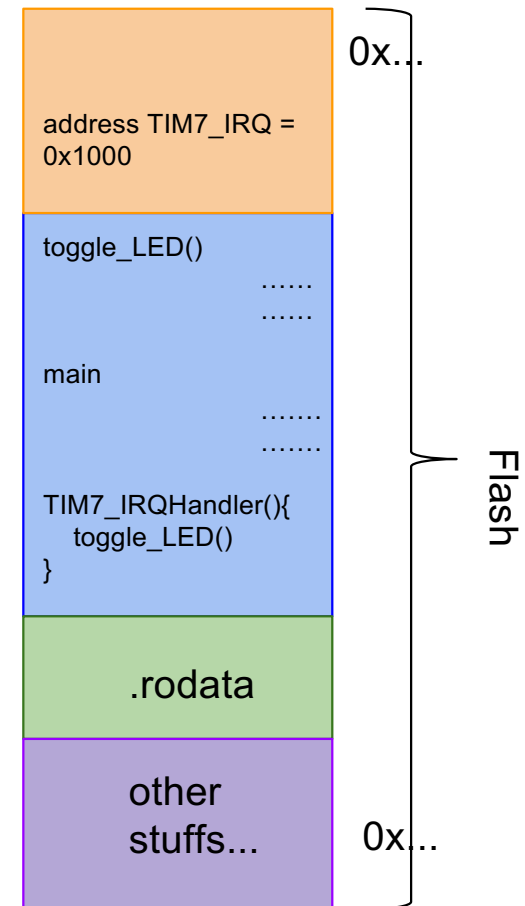 0x...
address TIM7_IRQ =
0x1000
toggle_LED()
......
......
main
.......
.......
TIM7_IRQHandler(){
toggle_LED()
}
Flash
.rodata
other
stuffs...
0x...